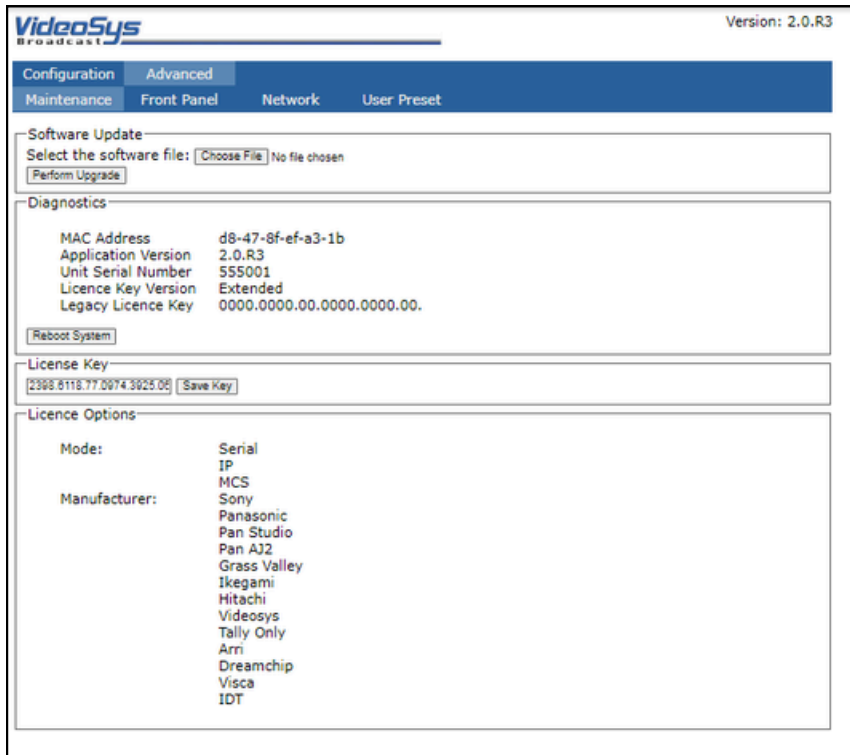 VideoSys
Broadcast
Version: 2.0.R3
Configuration Advanced
Maintenance Front Panel Network User Preset
Software Update
Select the software file: Choose File No file chosen
Perform Upgrade
Diagnostics
MAC Address d8-47-8f-ef-a3-1b
Application Version 2.0.R3
Unit Serial Number 555001
Licence Key Version Extended
Legacy Licence Key 0000.0000.00.0000.0000.00.
Reboot System
License Key
2398.6118.77.0974.3925.06 Save Key
Licence Options
Mode: Serial
IP
MCS
Manufacturer: Sony
Panasonic
Pan Studio
Pan AJ2
Grass Valley
Ikegami
Hitachi
Videosys
Tally Only
Arri
Dreamchip
Visca
IDT